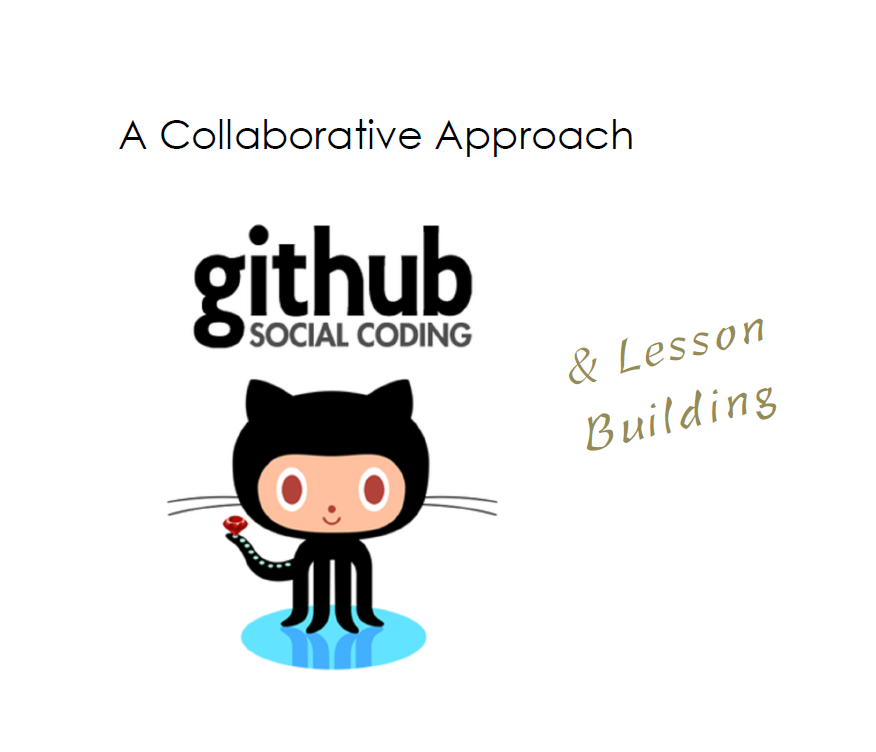 A Collaborative Approach
github
SOCIAL CODING
& Lesson
Building